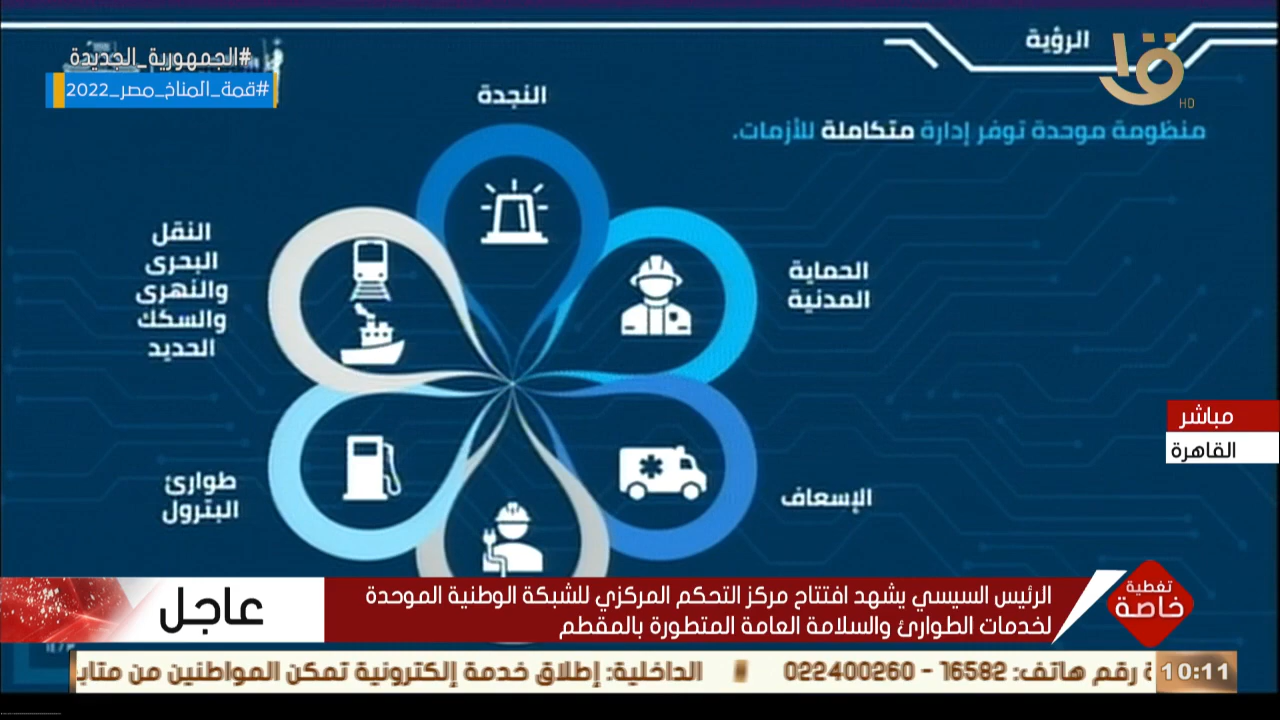 #الجمهورية_الجديدة
#قمة_المناخ_مصر_2022
الرؤية
HD
منظومة موحدة توفر إدارة متكاملة للأزمات.
النجدة
الحماية
المدنية
الإسعاف
النقل
البحرى
والنهرى
والسكك
الحديد
طوارئ
البترول
مباشر
القاهرة
تغطية
خاصة
عاجل
الرئيس السيسي يشهد افتتاح مركز التحكم المركزي للشبكة الوطنية الموحدة
لخدمات الطوارئ والسلامة العامة المتطورة بالمقطم
10:11
رقم هاتف: 16582 - 022400260 الداخلية: إطلاق خدمة إلكترونية تمكن المواطنين من